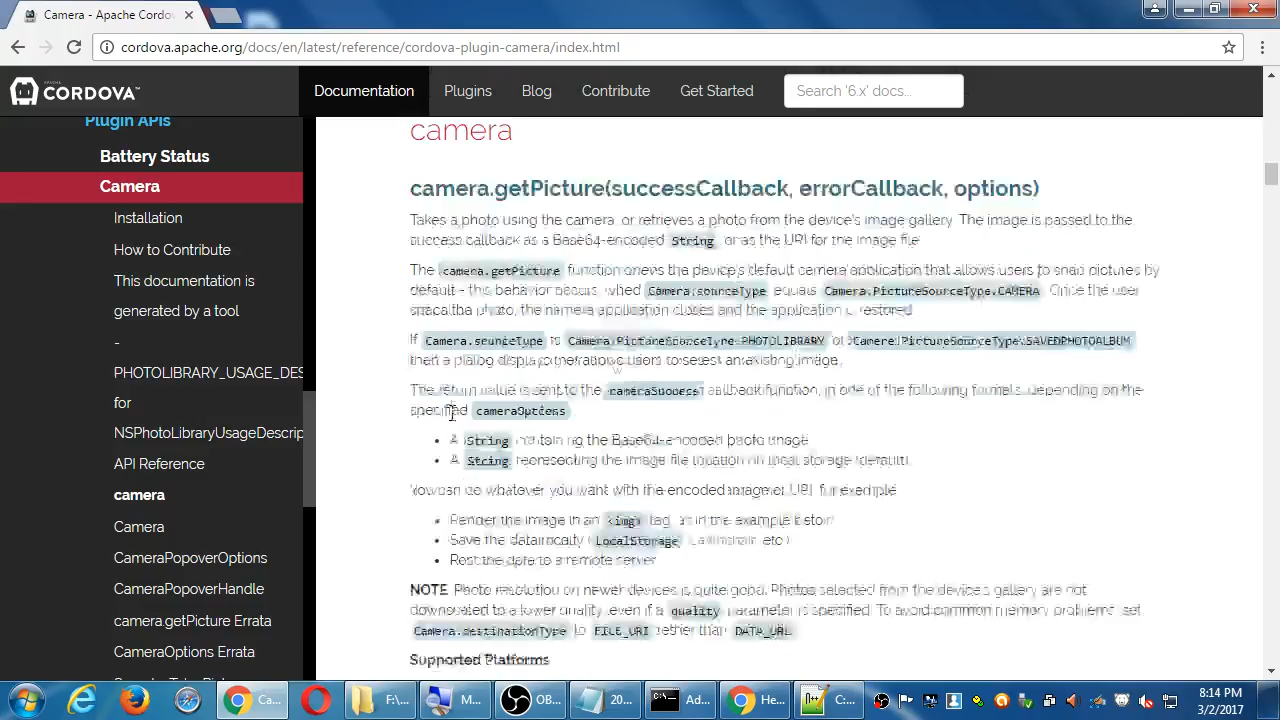 Camera - Apache Cordo
cordova.apache.org/docs/en/latest/reference/cordova-plugin-camera/index.html
APACHE
CORDOVA™
Documentation
Plugins
Blog
Contribute
Get Started
Search '6.x' docs...
Plugin APIs
Battery Status
Camera
Installation
How to Contribute
This documentation is
generated by a tool
-
PHOTOLIBRARY_USAGE_DES
for
NSPhotoLibraryUsageDescrip
API Reference
camera
Camera
CameraPopoverOptions
CameraPopoverHandle
camera.getPicture Errata
CameraOptions Errata
camera
camera.getPicture(successCallback, errorCallback, options)
Takes a photo using the camera, or retrieves a photo from the device's image gallery. The image is passed to the
success callback as a Base64-encoded String, or as the URI for the image file.
The camera.getPicture function opens the device's default camera application that allows users to snap pictures by
default - this behavior occurs, when Camera.sourceType equals Camera.PictureSourceType.CAMERA. Once the user
the photo, the camera application closes and the application is restored.
If Camera.sourceType is Camera.PictureSourceType.PHOTOLIBRARY or Camera.PictureSourceType.SAVEDPHOTOALBUM,
then a dialog displays that allows users to select an existing image.
The return value is sent to the cameraSuccess callback function, in one of the following formats, depending on the
specified cameraOptions
A String containing the Base64-encoded photo image
A String representing the image file location on local storage (default).
You can do whatever you want with the encoded image or URI, for example:
Render the image in an <img> tag, as in the example below
Save the data locally (LocalStorage, Lawnchair, etc.)
Post the data to a remote server
NOTE: Photo resolution on newer devices is quite good. Photos selected from the device's gallery are not
downscaled to a lower quality, even if a quality parameter is specified. To avoid common memory problems, set
Camera.destinationType to FILE_URI rather than DATA_URL.
Supported Platforms
Ca...
F:\...
M...
OB...
20...
Ad...
He...
C:...
8:14 PM
3/2/2017